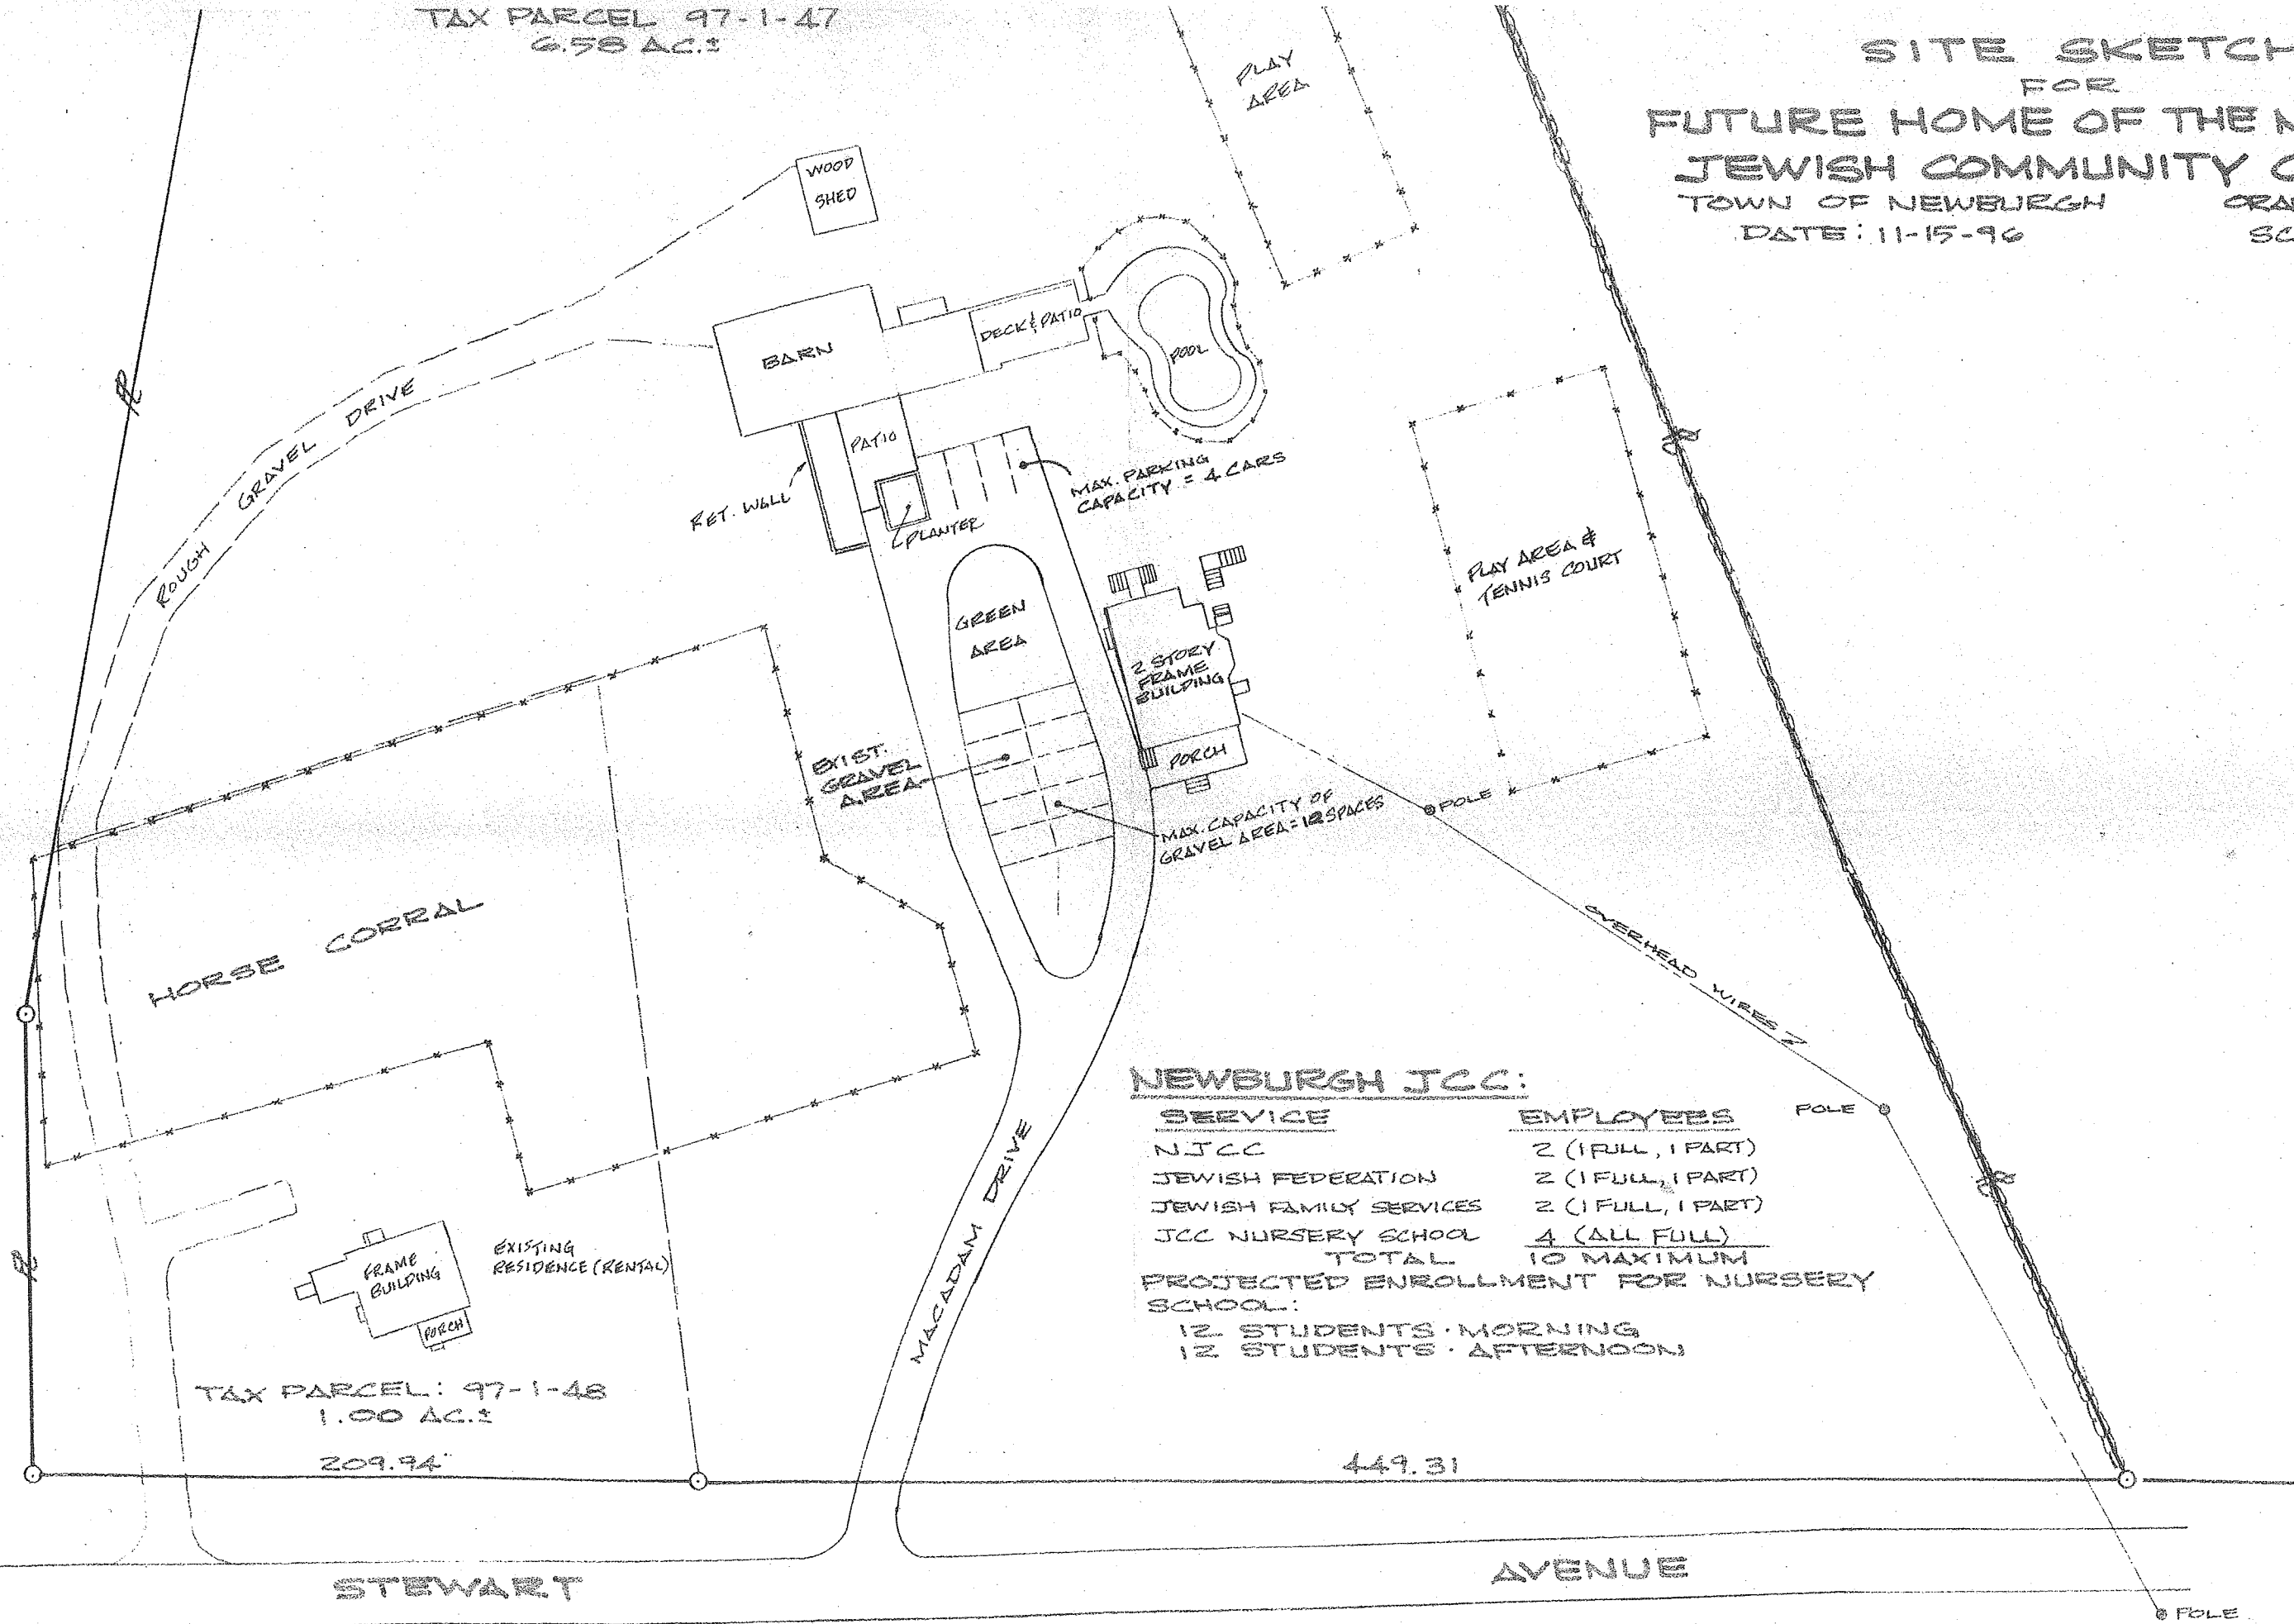 TAX PARCEL 97-1-47
6.58 AC.±
SITE SKETCH
FOR
FUTURE HOME OF THE N
JEWISH COMMUNITY C
TOWN OF NEWBURGH ORAN
DATE: 11-15-96 SC
PLAY
AREA
WOOD
SHED
DECK & PATIO
POOL
BARN
PATIO
ROUGH GRAVEL DRIVE
RET. WALL
PLANTER
MAX. PARKING
CAPACITY = 4 CARS
PLAY AREA &
TENNIS COURT
GREEN
AREA
2 STORY
FRAME
BUILDING
PORCH
EXIST.
GRAVEL
AREA
MAX. CAPACITY OF
GRAVEL AREA = 12 SPACES
POLE
OVERHEAD WIRES
HORSE CORRAL
POLE
NEWBURGH JCC:
SERVICE EMPLOYEES
NJCC 2 (1 FULL, 1 PART)
JEWISH FEDERATION 2 (1 FULL, 1 PART)
JEWISH FAMILY SERVICES 2 (1 FULL, 1 PART)
JCC NURSERY SCHOOL 4 (ALL FULL)
TOTAL 10 MAXIMUM
PROJECTED ENROLLMENT FOR NURSERY
SCHOOL:
12 STUDENTS · MORNING
12 STUDENTS · AFTERNOON
MACADAM DRIVE
FRAME
BUILDING
PORCH
EXISTING
RESIDENCE (RENTAL)
TAX PARCEL: 97-1-48
1.00 AC.±
209.94'
449.31
STEWART AVENUE
POLE